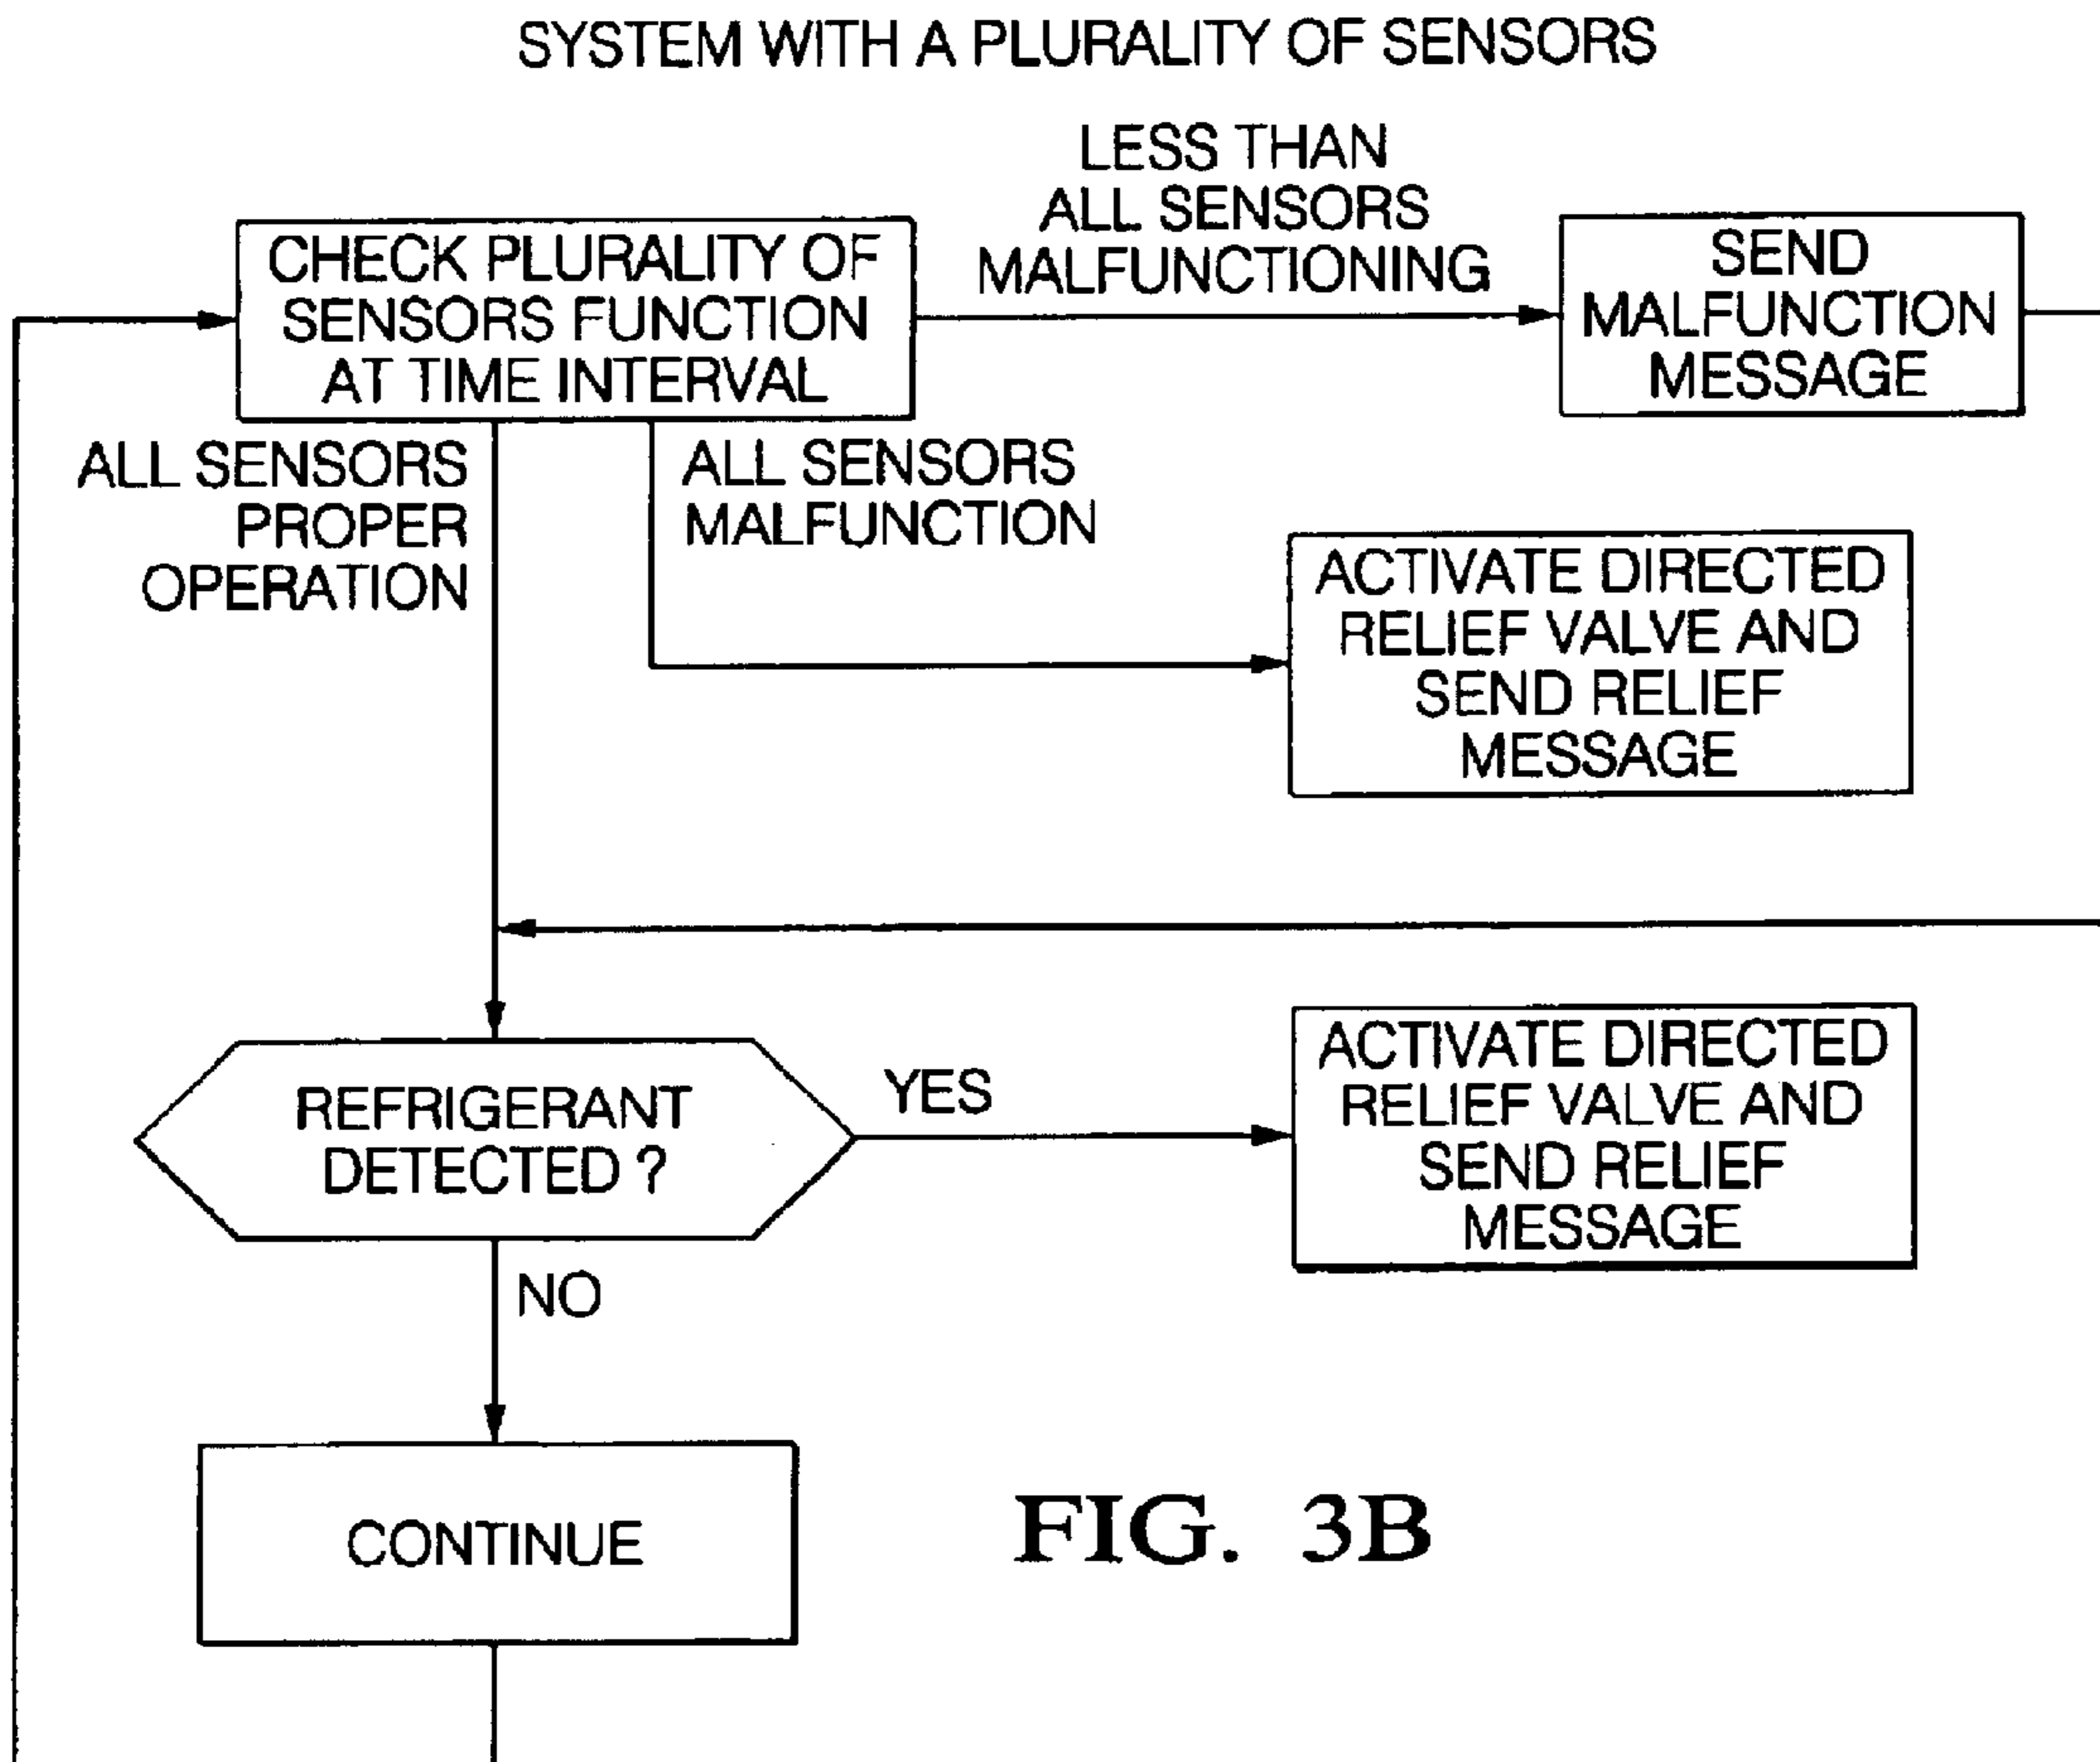 SYSTEM WITH A PLURALITY OF SENSORS
LESS THAN
ALL SENSORS
MALFUNCTIONING
CHECK PLURALITY OF
SENSORS FUNCTION
AT TIME INTERVAL
SEND
MALFUNCTION
MESSAGE
ALL SENSORS
PROPER
OPERATION
ALL SENSORS
MALFUNCTION
ACTIVATE DIRECTED
RELIEF VALVE AND
SEND RELIEF
MESSAGE
REFRIGERANT
DETECTED ?
YES
ACTIVATE DIRECTED
RELIEF VALVE AND
SEND RELIEF
MESSAGE
NO
CONTINUE
FIG. 3B